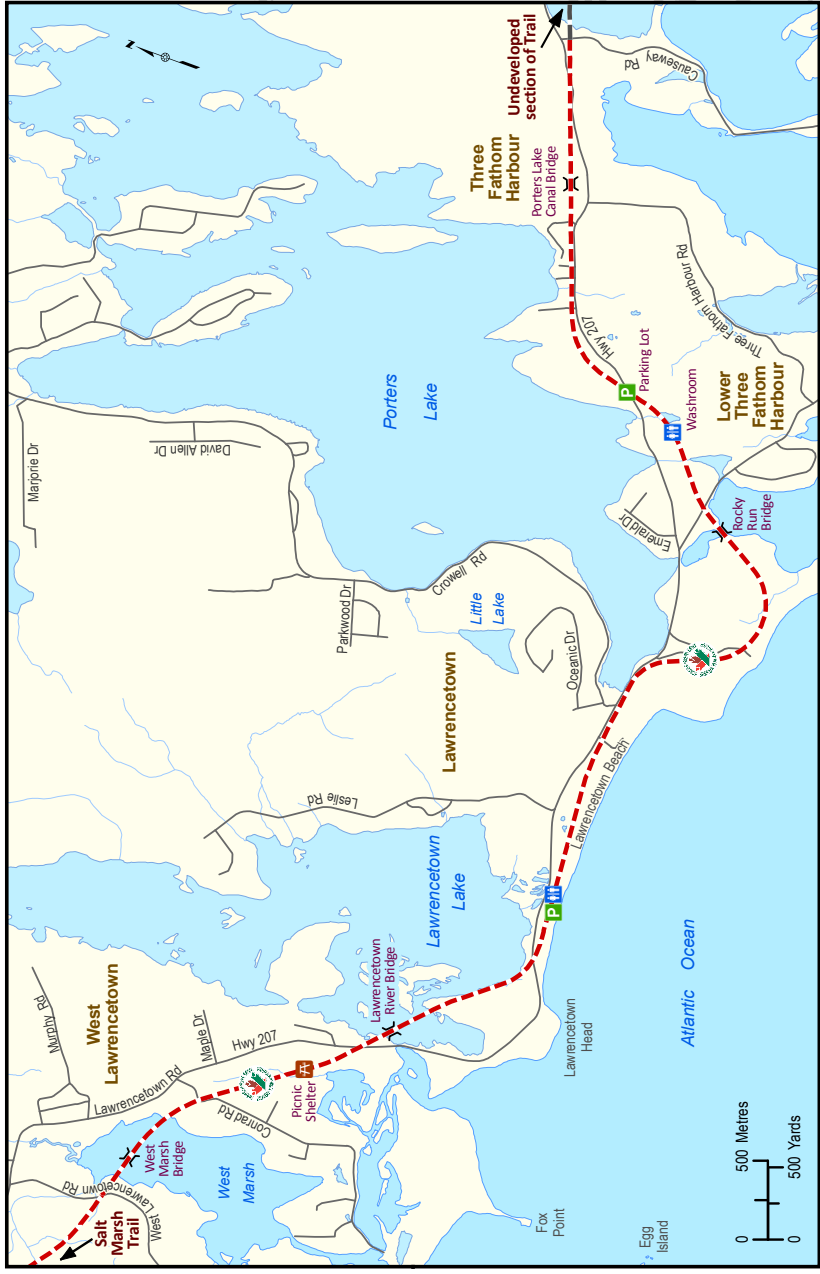 N
Undeveloped
section of Trail
Causeway Rd
Three
Fathom
Harbour
Porters Lake
Canal Bridge
Three Fathom Harbour Rd
Hwy 207
Parking Lot
P
Washroom
Lower
Three
Fathom
Harbour
Porters
Lake
Marjorie Dr
David Allen Dr
Emerald Dr
Rocky
Run
Bridge
Crowell Rd
Parkwood Dr
Little
Lake
Oceanic Dr
Lawrencetown
Lawrencetown Beach
Leslie Rd
Lawrencetown
Lake
P
Lawrencetown
River Bridge
Lawrencetown
Head
Atlantic Ocean
West
Lawrencetown
Murphy Rd
Maple Dr
Hwy 207
Lawrencetown Rd
Picnic
Shelter
Conrad Rd
West
Marsh
Bridge
West
Marsh
West Lawrencetown Rd
Salt
Marsh
Trail
Fox
Point
Egg
Island
0 500 Metres
0 500 Yards